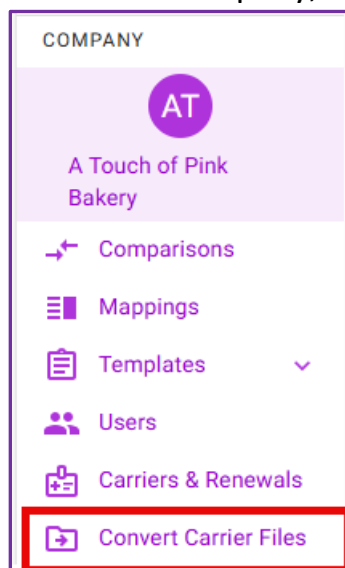 COMPANY
AT
A Touch of Pink
Bakery
Comparisons
Mappings
Templates
Users
Carriers & Renewals
Convert Carrier Files